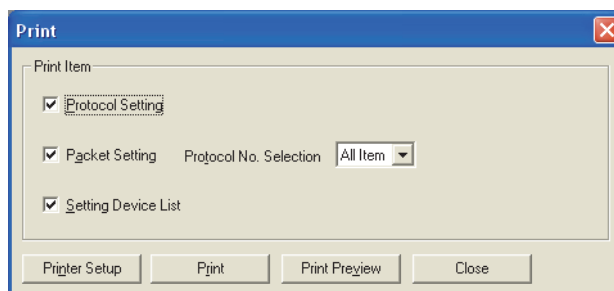 Print
Print Item
Protocol Setting
Packet Setting Protocol No. Selection All Item
Setting Device List
Printer Setup Print Print Preview Close